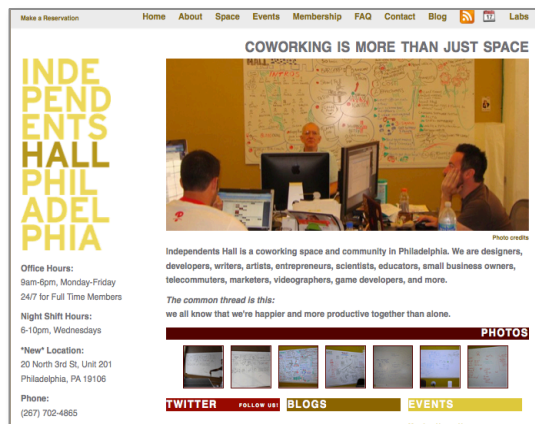 Make a Reservation
Home About Space Events Membership FAQ Contact Blog 17 Labs
COWORKING IS MORE THAN JUST SPACE
INDE
PEND
ENTS
HALL
PHIL
ADEL
PHIA
Photo credits
Independents Hall is a coworking space and community in Philadelphia. We are designers,
developers, writers, artists, entrepreneurs, scientists, educators, small business owners,
telecommuters, marketers, videographers, game developers, and more.
The common thread is this:
we all know that we're happier and more productive together than alone.
Office Hours:
9am-6pm, Monday-Friday
24/7 for Full Time Members
Night Shift Hours:
6-10pm, Wednesdays
*New* Location:
20 North 3rd St, Unit 201
Philadelphia, PA 19106
Phone:
(267) 702-4865
PHOTOS
TWITTER FOLLOW US!
BLOGS
EVENTS